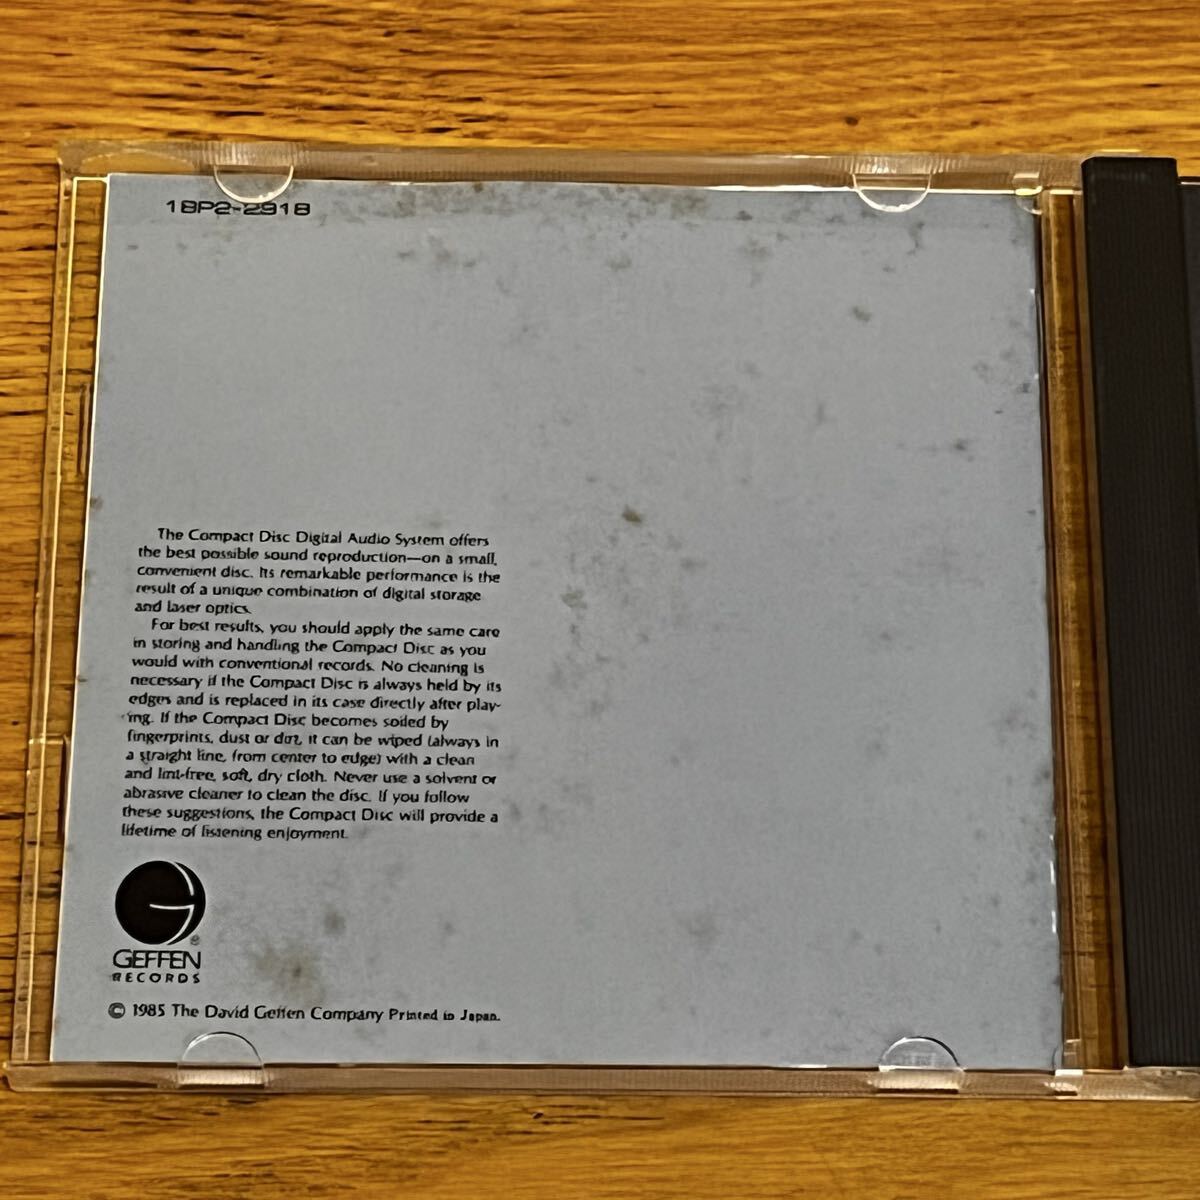 18P2-2918
The Compact Disc Digital Audio System offers
the best possible sound reproduction—on a small,
convenient disc. Its remarkable performance is the
result of a unique combination of digital storage
and laser optics.
For best results, you should apply the same care
in storing and handling the Compact Disc as you
would with conventional records. No cleaning is
necessary if the Compact Disc is always held by its
edges and is replaced in its case directly after play-
ing. If the Compact Disc becomes soiled by
fingerprints, dust or dirt, it can be wiped (always in
a straight line, from center to edge) with a clean
and lint-free, soft, dry cloth. Never use a solvent or
abrasive cleaner to clean the disc. If you follow
these suggestions, the Compact Disc will provide a
lifetime of listening enjoyment.
G®
GEFFEN
RECORDS
© 1985 The David Geffen Company Printed in Japan.